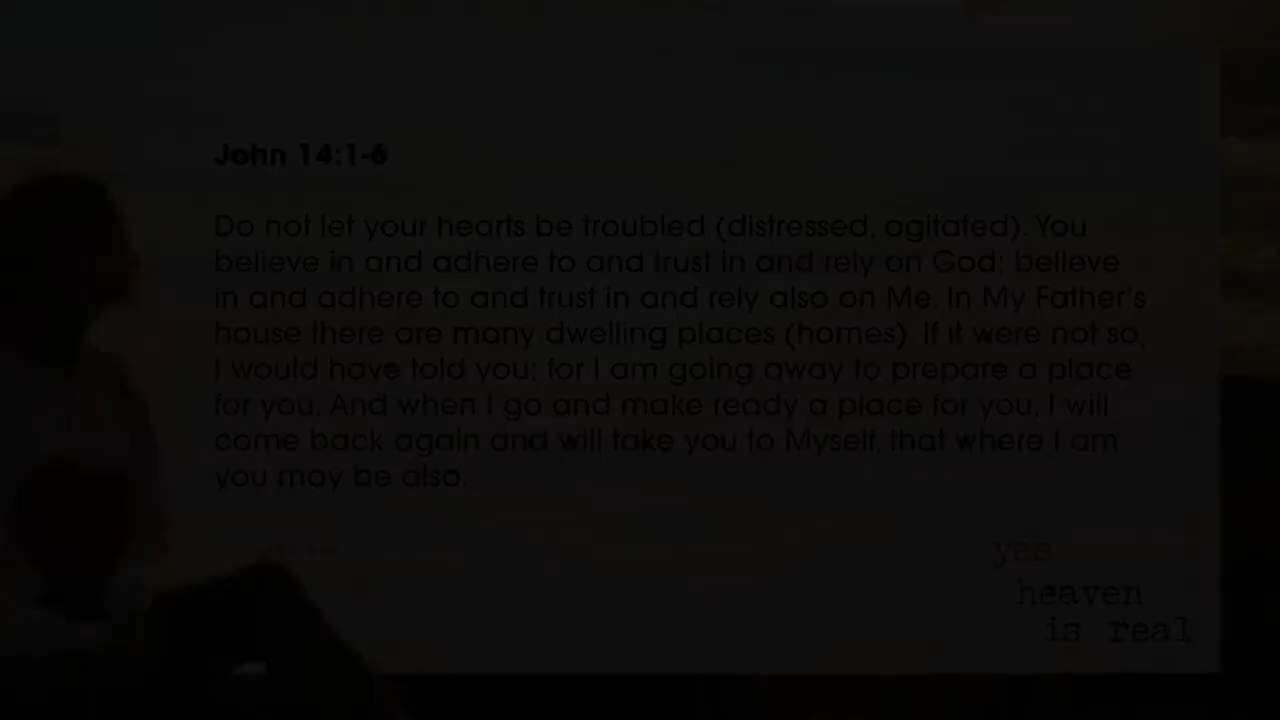 John 14:1-6
Do not let your hearts be troubled (distressed, agitated). You
believe in and adhere to and trust in and rely on God; believe
in and adhere to and trust in and rely also on Me. In My Father's
house there are many dwelling places (homes). If it were not so,
I would have told you; for I am going away to prepare a place
for you. And when I go and make ready a place for you, I will
come back again and will take you to Myself, that where I am
you may be also.
yes
heaven
is real